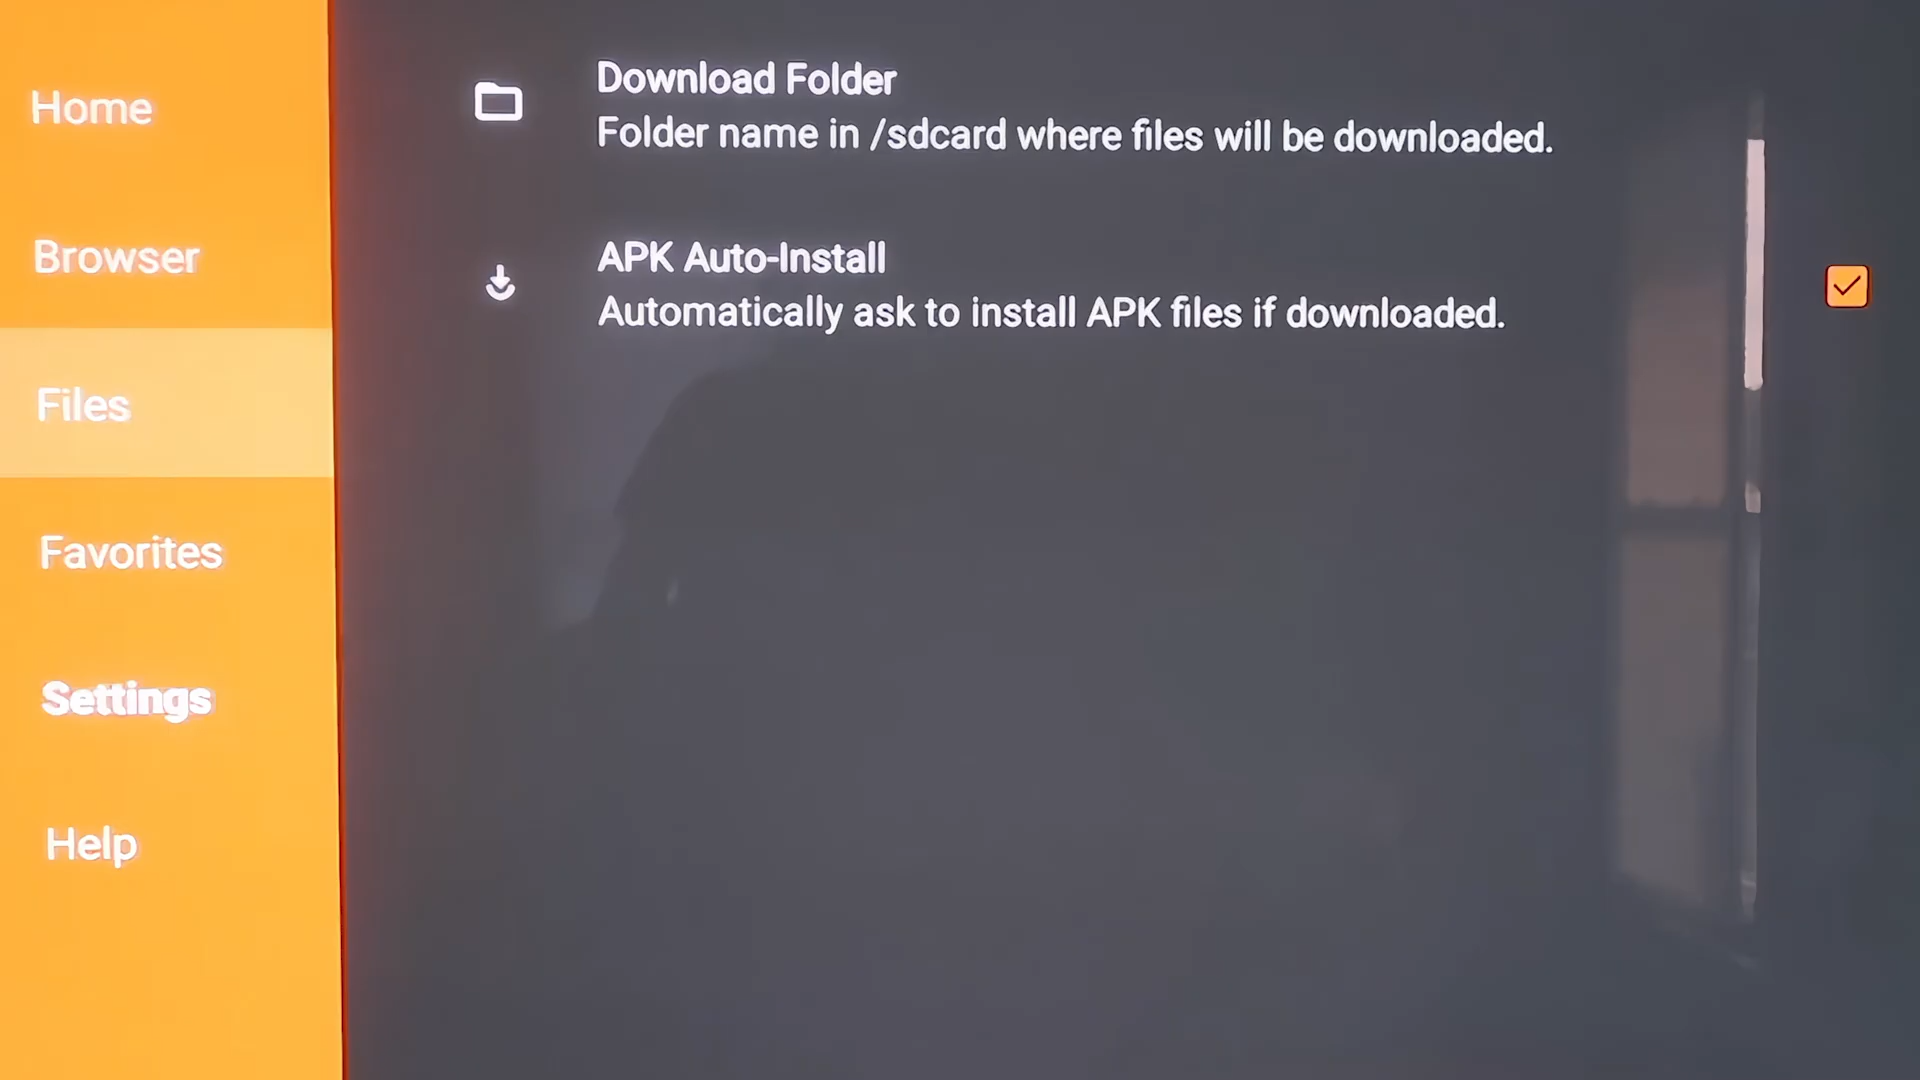 Home
Browser
Files
Favorites
Settings
Help
Download Folder
Folder name in /sdcard where files will be downloaded.
APK Auto-Install
Automatically ask to install APK files if downloaded.